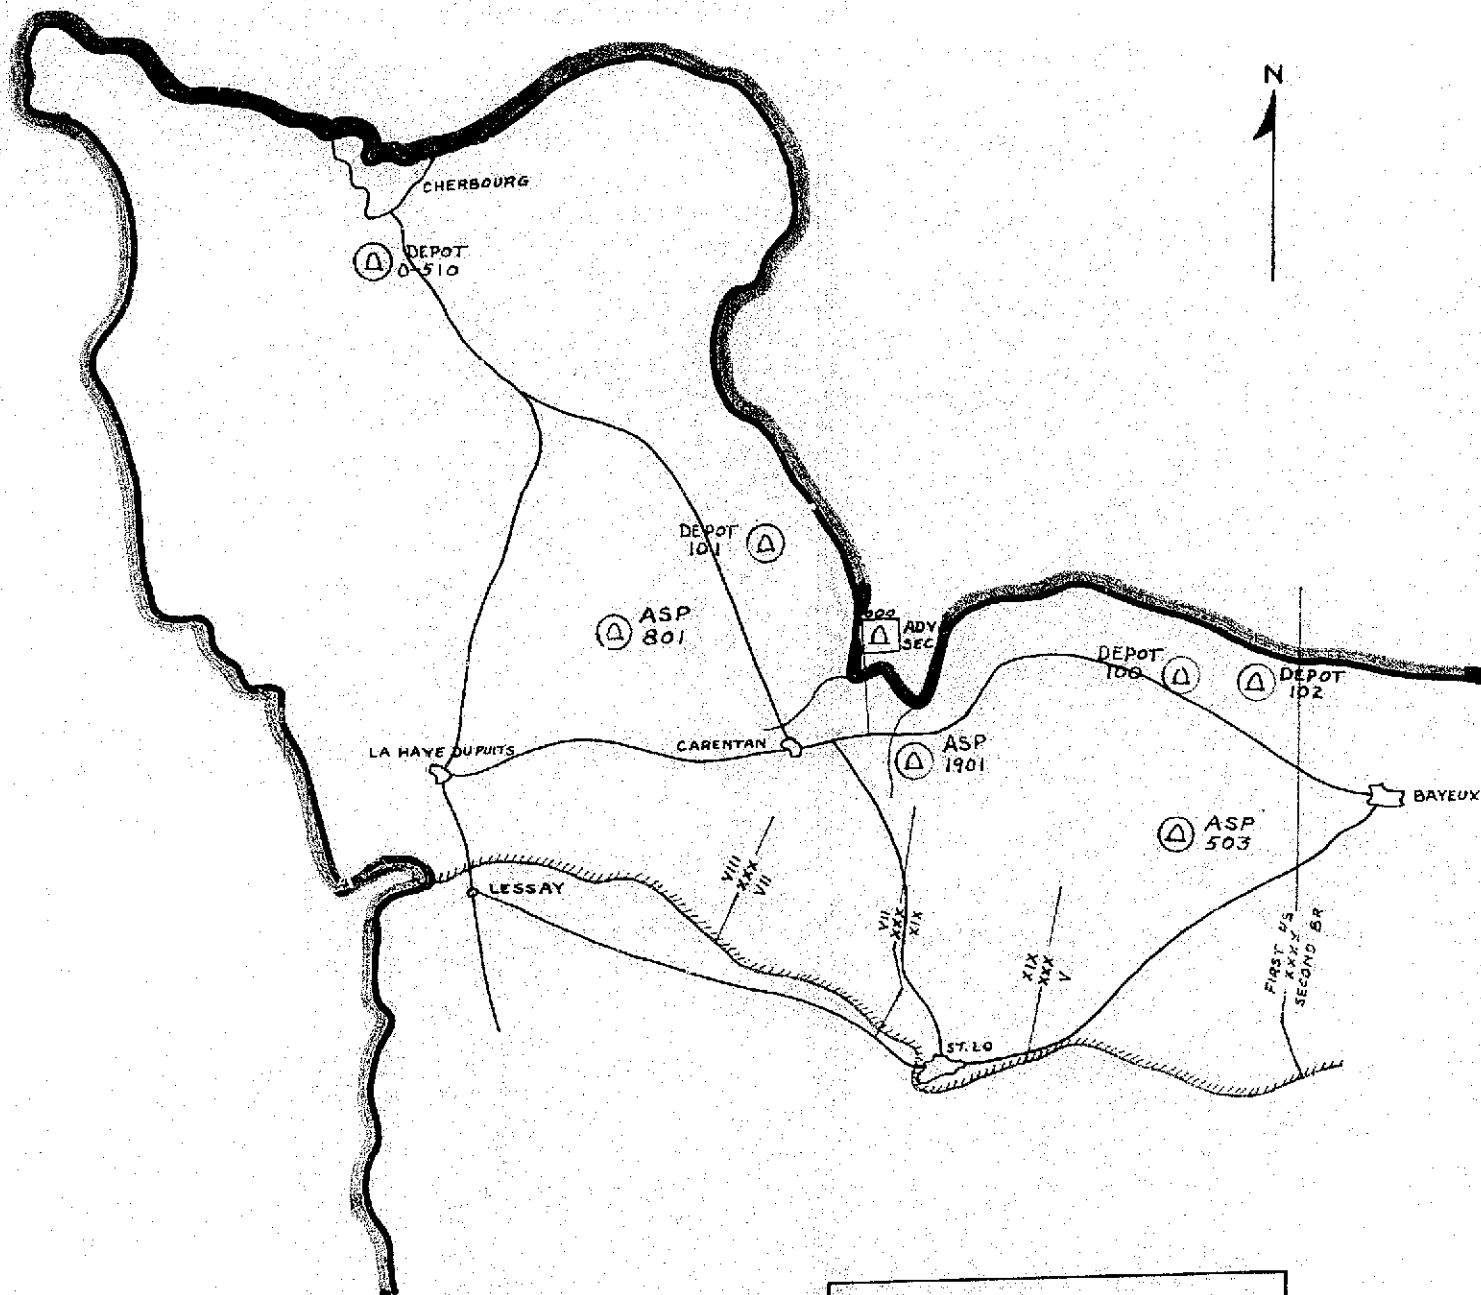 N
CHERBOURG
DEPOT
O-510
DEPOT
101
ASP
801
ADV
SEC
DEPOT
100
DEPOT
102
LA HAYE DU PUITS
CARENTAN
ASP
1901
BAYEUX
ASP
503
LESSAY
VIII
XXX
VII
VII
XXX
XIX
XIX
XXX
V
FIRST US
XXXX
SECOND BR
ST. LO